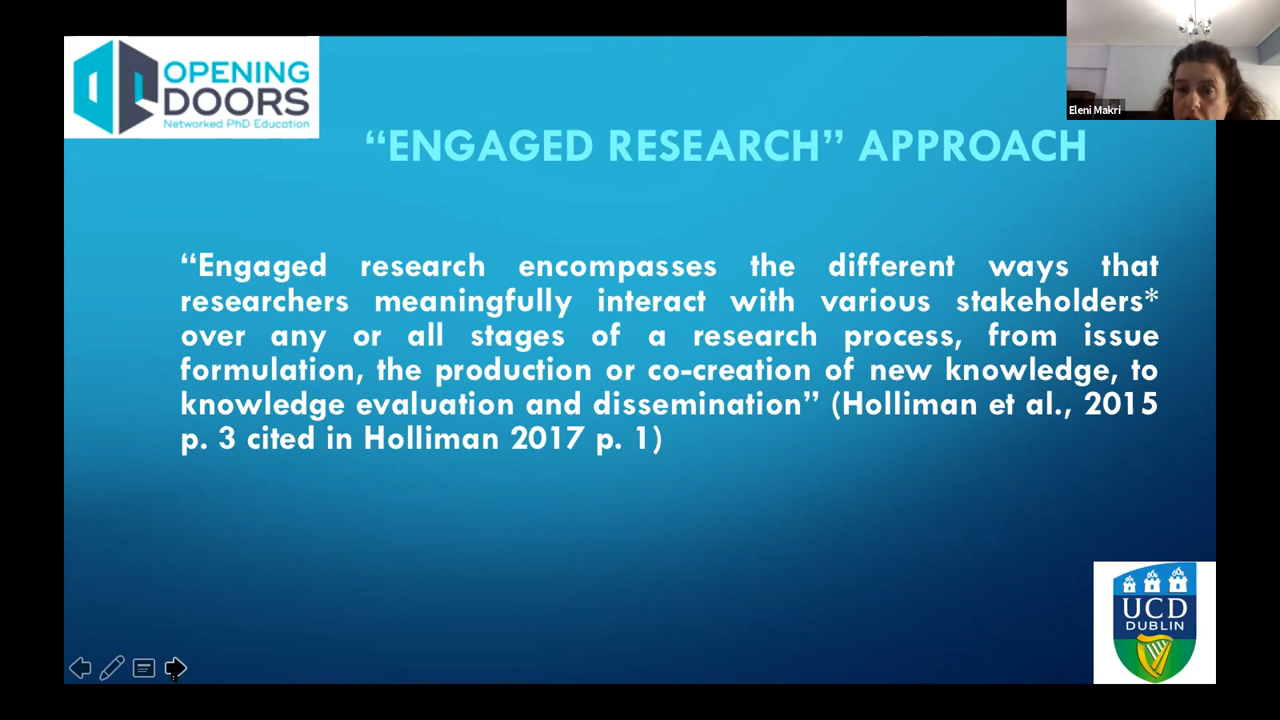 OPENING
DOORS
Networked PhD Education
Eleni Makri
“ENGAGED RESEARCH” APPROACH
“Engaged research encompasses the different ways that
researchers meaningfully interact with various stakeholders*
over any or all stages of a research process, from issue
formulation, the production or co-creation of new knowledge, to
knowledge evaluation and dissemination” (Holliman et al., 2015
p. 3 cited in Holliman 2017 p. 1)
UCD
DUBLIN